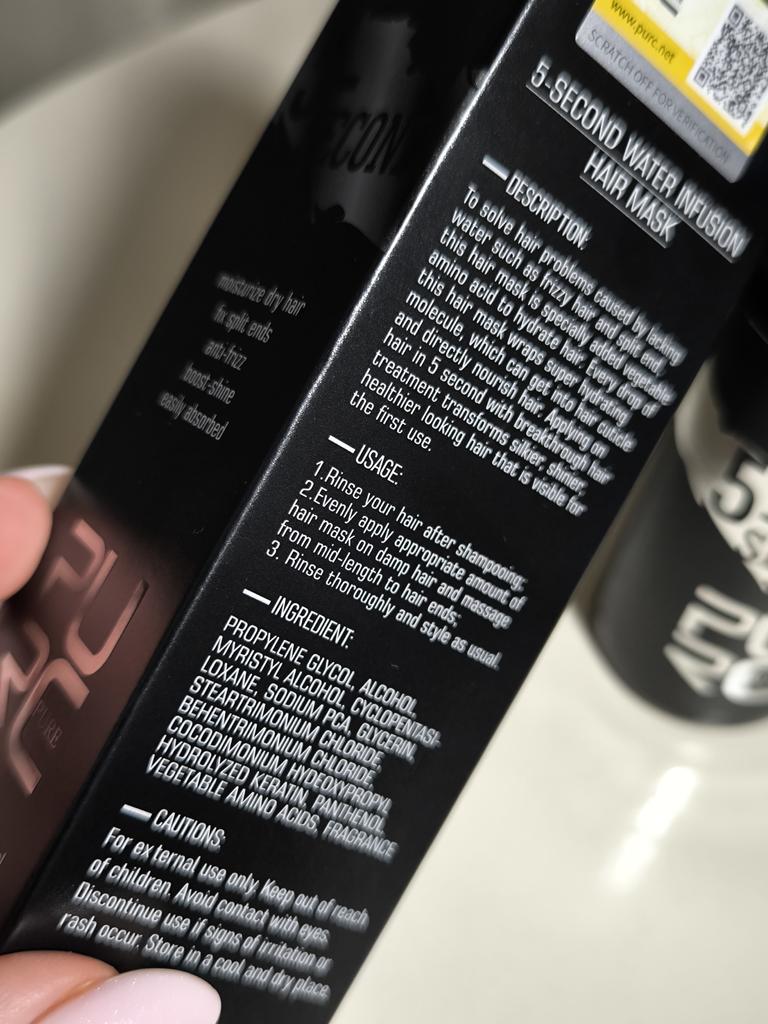 www.purc.net
SCRATCH OFF FOR VERIFICATION
5-SECOND WATER INFUSION
HAIR MASK
DESCRIPTION:
To solve hair problems caused by lacking
water such as frizzy hair and split end,
this hair mask is specially added vegetable
amino acid to hydrate hair. Every drop of
this hair mask wraps super hydrating
molecule, which can get into hair cuticle
and directly nourish hair. Applying on
hair in 5 second with breakthrough hair
treatment transforms silker, shinier,
healthier looking hair that is visible for
the first use.
USAGE:
1.Rinse your hair after shampooing;
2.Evenly apply appropriate amount of
hair mask on damp hair and massage
from mid-length to hair ends;
3. Rinse thoroughly and style as usual.
INGREDIENT:
PROPYLENE GLYCOL, ALCOHOL,
MYRISTYL ALCOHOL, CYCLOPENTASI-
LOXANE, SODIUM PCA, GLYCERIN,
STEARTRIMONIUM CHLORIDE,
BEHENTRIMONIUM CHLORIDE,
COCODIMONIUM HYDEOXYPROPYL
HYDROLYZED KERATIN, PANTHENOL,
VEGETABLE AMINO ACIDS, FRAGRANCE
CAUTIONS:
For ex ternal use only. Keep out of reach
of children. Avoid contact with eyes.
Discontinue use if signs of irritation or
rash occur. Store in a cool and dry place.
moisturize dry hair
fix split ends
anti-frizz
boost-shine
easily absorbed
PU
RC
PURE
5